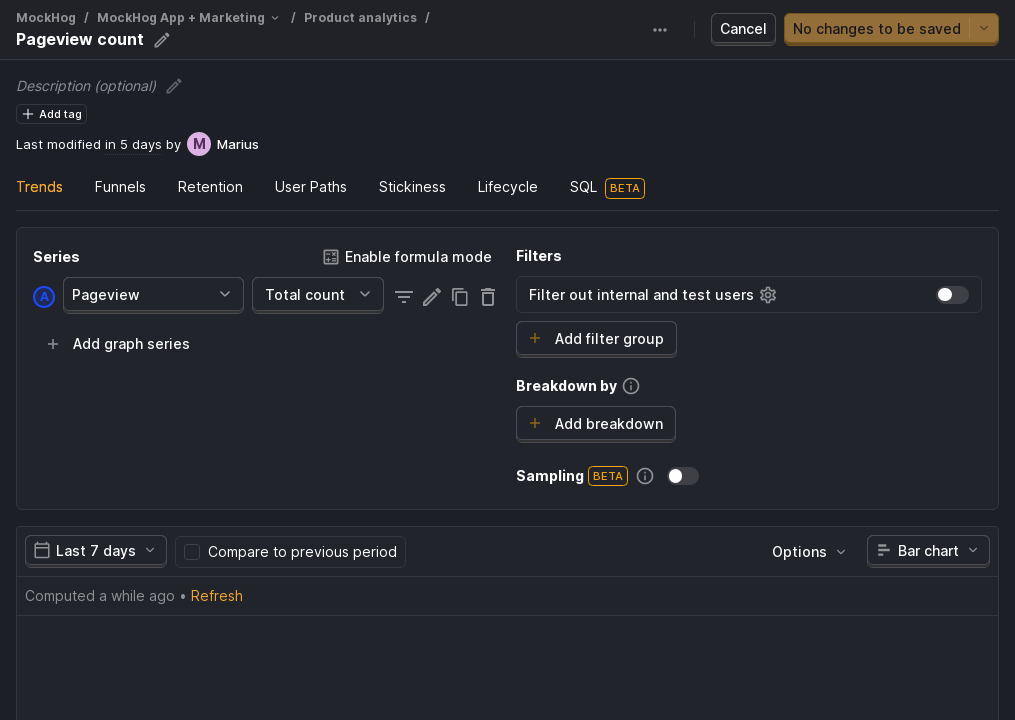 MockHog / MockHog App + Marketing / Product analytics /
Pageview count
Cancel
No changes to be saved
Description (optional)
Add tag
Last modified in 5 days by M Marius
Trends Funnels Retention User Paths Stickiness Lifecycle SQL BETA
Series
Enable formula mode
A Pageview Total count
Add graph series
Filters
Filter out internal and test users
Add filter group
Breakdown by
Add breakdown
Sampling BETA
Last 7 days Compare to previous period Options Bar chart
Computed a while ago • Refresh